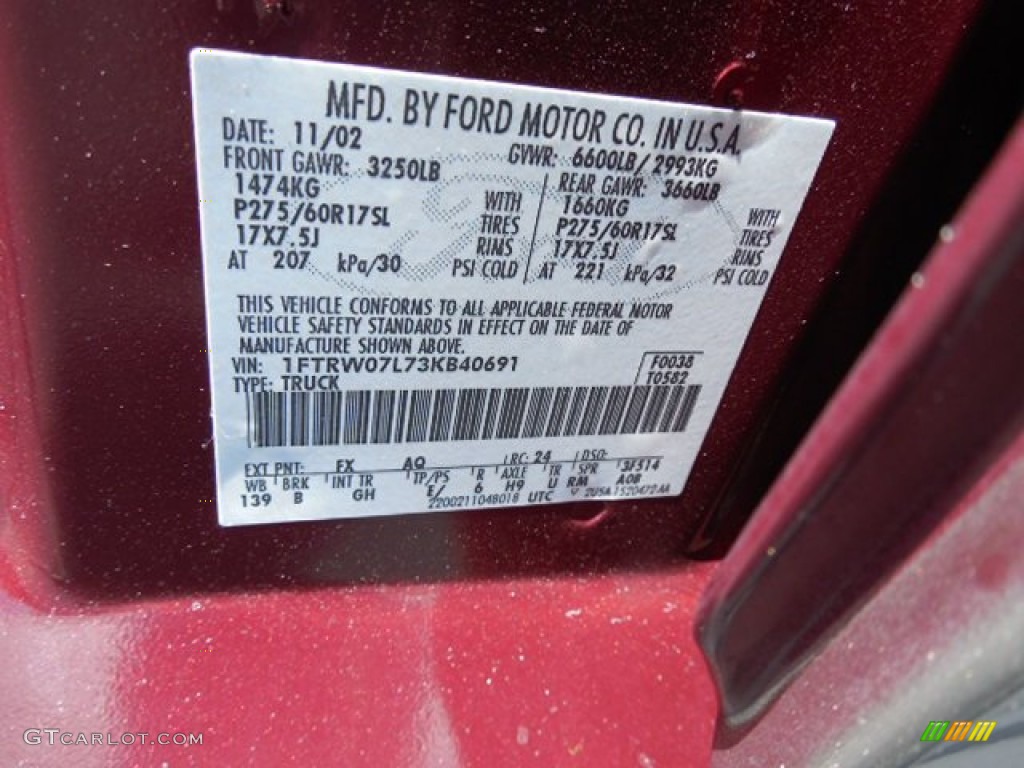 MFD. BY FORD MOTOR CO. IN U.S.A.
DATE: 11/02 GVWR: 6600LB/ 2993KG
FRONT GAWR: 3250LB REAR GAWR: 3660LB
1474KG WITH 1660KG WITH
P275/60R17SL TIRES P275/60R17SL TIRES
17X7.5J RIMS 17X7.5J RIMS
AT 207 kPa/30 PSI COLD AT 221 kPa/32 PSI COLD
THIS VEHICLE CONFORMS TO ALL APPLICABLE FEDERAL MOTOR
VEHICLE SAFETY STANDARDS IN EFFECT ON THE DATE OF
MANUFACTURE SHOWN ABOVE.
VIN: 1FTRW07L73KB40691 F0038
TYPE: TRUCK T0582
EXT PNT: FX AQ RC: 24 DSO:
WB BRK INT TR TP/PS R AXLE TR SPR 3F514
139 B GH E/ 6 H9 U RM A08
2200211048018 UTC 2U5A 1520472 AA
GTCARLOT.COM